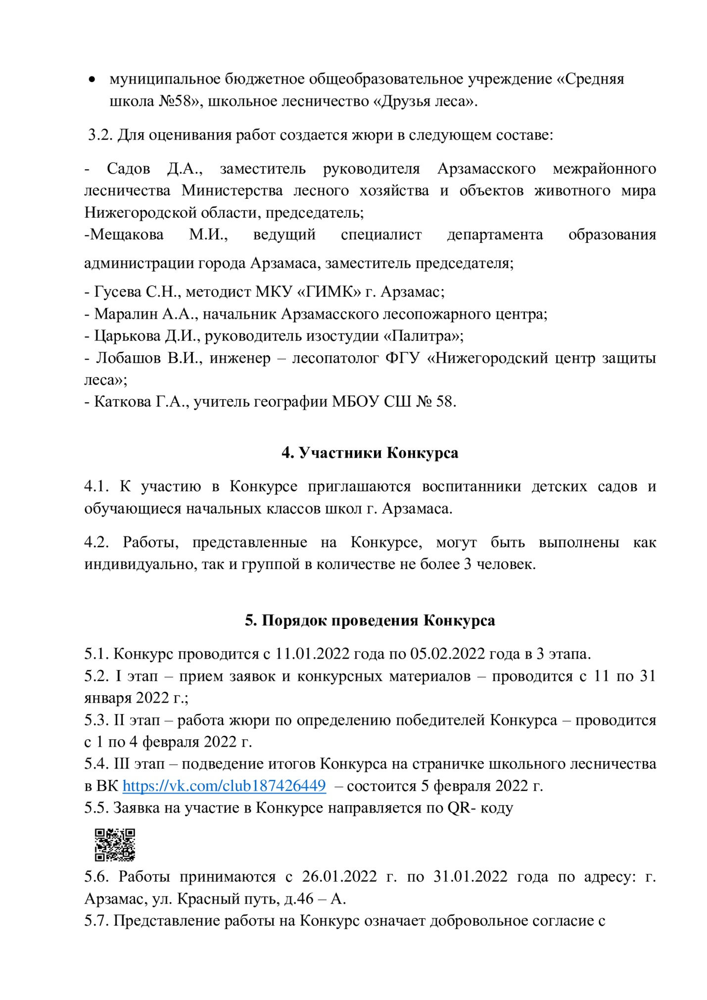 • муниципальное бюджетное общеобразовательное учреждение «Средняя
школа №58», школьное лесничество «Друзья леса».
3.2. Для оценивания работ создается жюри в следующем составе:
- Садов Д.А., заместитель руководителя Арзамасского межрайонного
лесничества Министерства лесного хозяйства и объектов животного мира
Нижегородской области, председатель;
-Мещакова М.И., ведущий специалист департамента образования
администрации города Арзамаса, заместитель председателя;
- Гусева С.Н., методист МКУ «ГИМК» г. Арзамас;
- Маралин А.А., начальник Арзамасского лесопожарного центра;
- Царькова Д.И., руководитель изостудии «Палитра»;
- Лобашов В.И., инженер – лесопатолог ФГУ «Нижегородский центр защиты
леса»;
- Каткова Г.А., учитель географии МБОУ СШ № 58.
4. Участники Конкурса
4.1. К участию в Конкурсе приглашаются воспитанники детских садов и
обучающиеся начальных классов школ г. Арзамаса.
4.2. Работы, представленные на Конкурсе, могут быть выполнены как
индивидуально, так и группой в количестве не более 3 человек.
5. Порядок проведения Конкурса
5.1. Конкурс проводится с 11.01.2022 года по 05.02.2022 года в 3 этапа.
5.2. I этап – прием заявок и конкурсных материалов – проводится с 11 по 31
января 2022 г.;
5.3. II этап – работа жюри по определению победителей Конкурса – проводится
с 1 по 4 февраля 2022 г.
5.4. III этап – подведение итогов Конкурса на страничке школьного лесничества
в ВК https://vk.com/club187426449 – состоится 5 февраля 2022 г.
5.5. Заявка на участие в Конкурсе направляется по QR- коду
5.6. Работы принимаются с 26.01.2022 г. по 31.01.2022 года по адресу: г.
Арзамас, ул. Красный путь, д.46 – А.
5.7. Представление работы на Конкурс означает добровольное согласие с